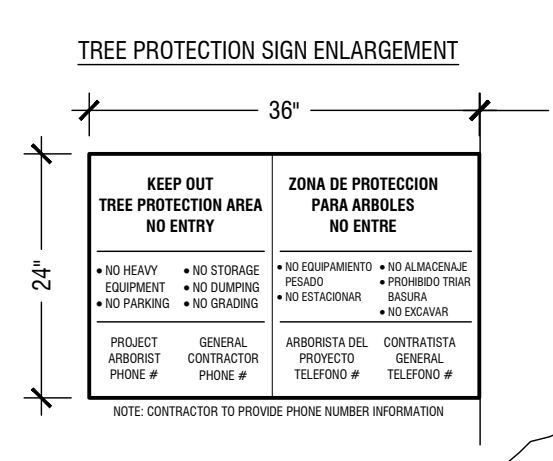 TREE PROTECTION SIGN ENLARGEMENT
36"
24"
KEEP OUT
TREE PROTECTION AREA
NO ENTRY
• NO HEAVY
EQUIPMENT
• NO PARKING
• NO STORAGE
• NO DUMPING
• NO GRADING
PROJECT
ARBORIST
PHONE #
GENERAL
CONTRACTOR
PHONE #
ZONA DE PROTECCION
PARA ARBOLES
NO ENTRE
• NO EQUIPAMIENTO
PESADO
• NO ESTACIONAR
• NO ALMACENAJE
• PROHIBIDO TRIAR
BASURA
• NO EXCAVAR
ARBORISTA DEL
PROYECTO
TELEFONO #
CONTRATISTA
GENERAL
TELEFONO #
NOTE: CONTRACTOR TO PROVIDE PHONE NUMBER INFORMATION